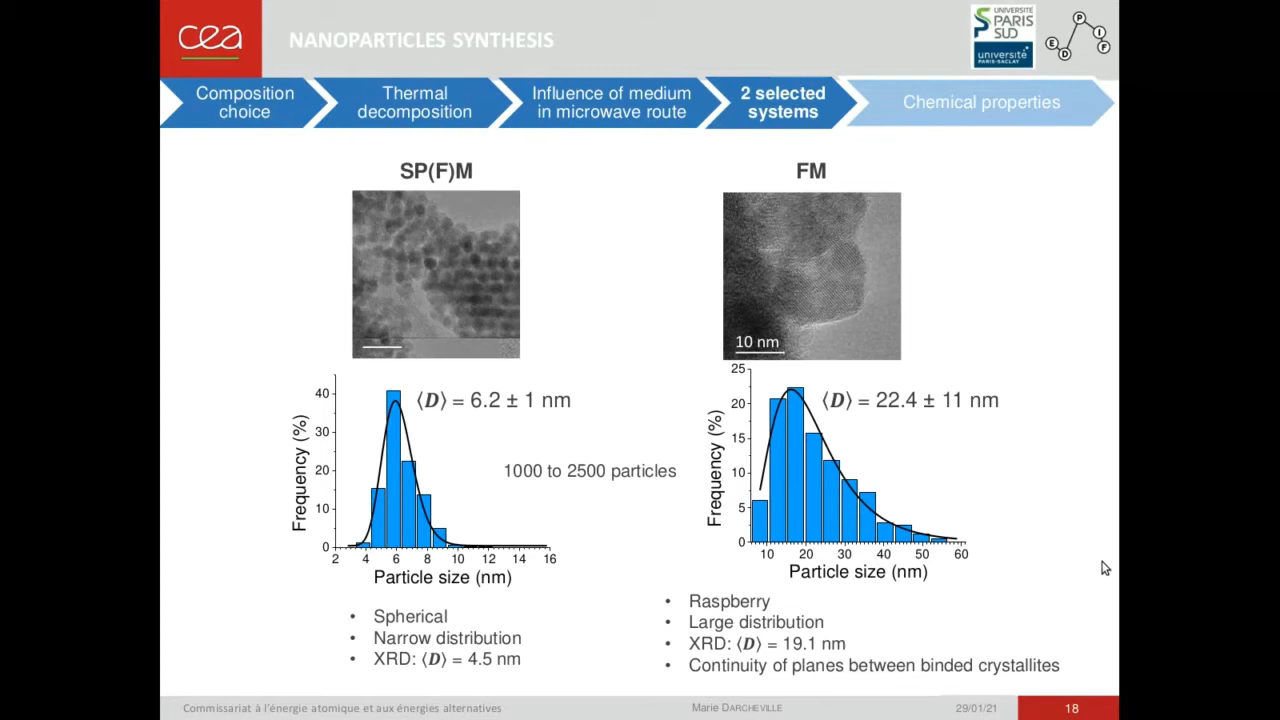 cea
NANOPARTICLES SYNTHESIS
UNIVERSITÉ
PARIS
SUD
université
PARIS-SACLAY
E
D
P
I
F
Composition
choice
Thermal
decomposition
Influence of medium
in microwave route
2 selected
systems
Chemical properties
SP(F)M
FM
10 nm
Frequency (%)
40
30
20
10
0
2 4 6 8 10 12 14 16
Particle size (nm)
⟨D⟩ = 6.2 ± 1 nm
1000 to 2500 particles
Frequency (%)
25
20
15
10
5
0
10 20 30 40 50 60
Particle size (nm)
⟨D⟩ = 22.4 ± 11 nm
• Spherical
• Narrow distribution
• XRD: ⟨D⟩ = 4.5 nm
• Raspberry
• Large distribution
• XRD: ⟨D⟩ = 19.1 nm
• Continuity of planes between binded crystallites
Commissariat à l'énergie atomique et aux énergies alternatives
Marie DARCHEVILLE
29/01/21
18